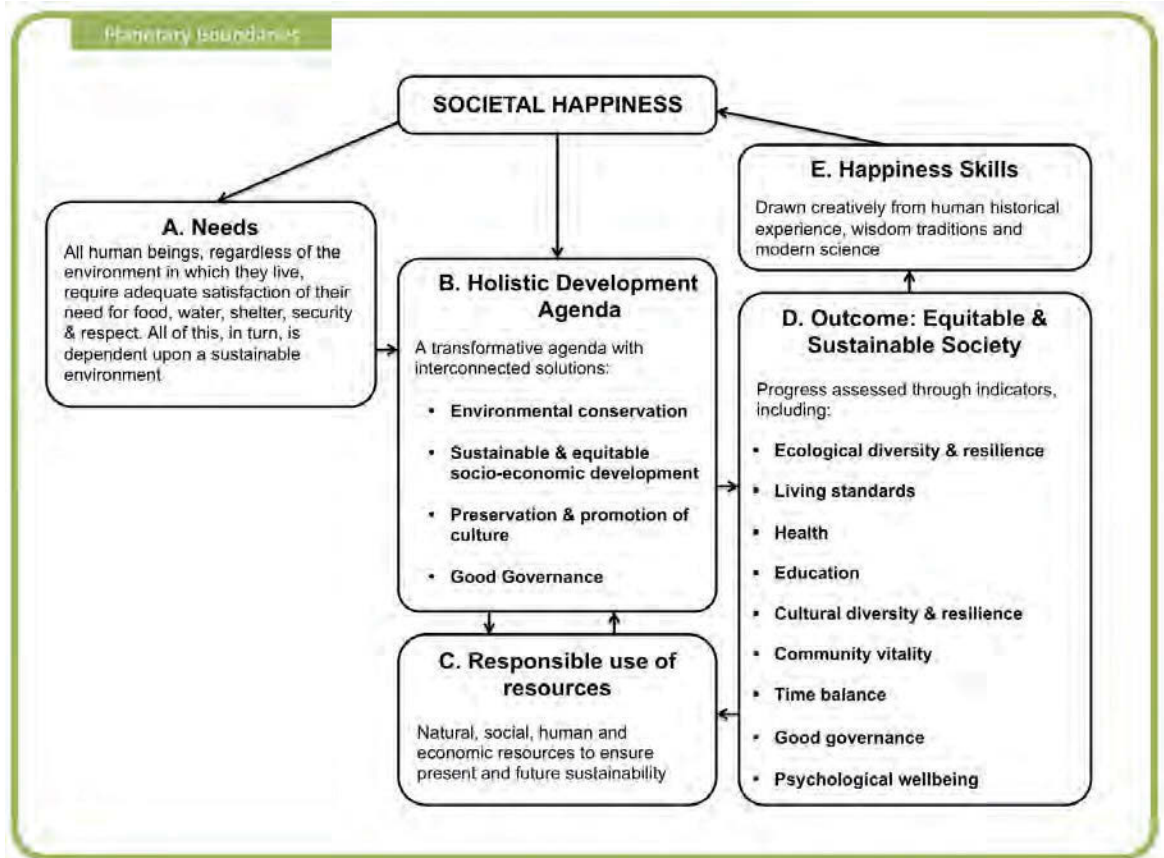 Planetary Boundaries
SOCIETAL HAPPINESS
A. Needs
All human beings, regardless of the
environment in which they live,
require adequate satisfaction of their
need for food, water, shelter, security
& respect. All of this, in turn, is
dependent upon a sustainable
environment
B. Holistic Development
Agenda
A transformative agenda with
interconnected solutions:
• Environmental conservation
• Sustainable & equitable
socio-economic development
• Preservation & promotion of
culture
• Good Governance
C. Responsible use of
resources
Natural, social, human and
economic resources to ensure
present and future sustainability
E. Happiness Skills
Drawn creatively from human historical
experience, wisdom traditions and
modern science
D. Outcome: Equitable &
Sustainable Society
Progress assessed through indicators,
including:
• Ecological diversity & resilience
• Living standards
• Health
• Education
• Cultural diversity & resilience
• Community vitality
• Time balance
• Good governance
• Psychological wellbeing